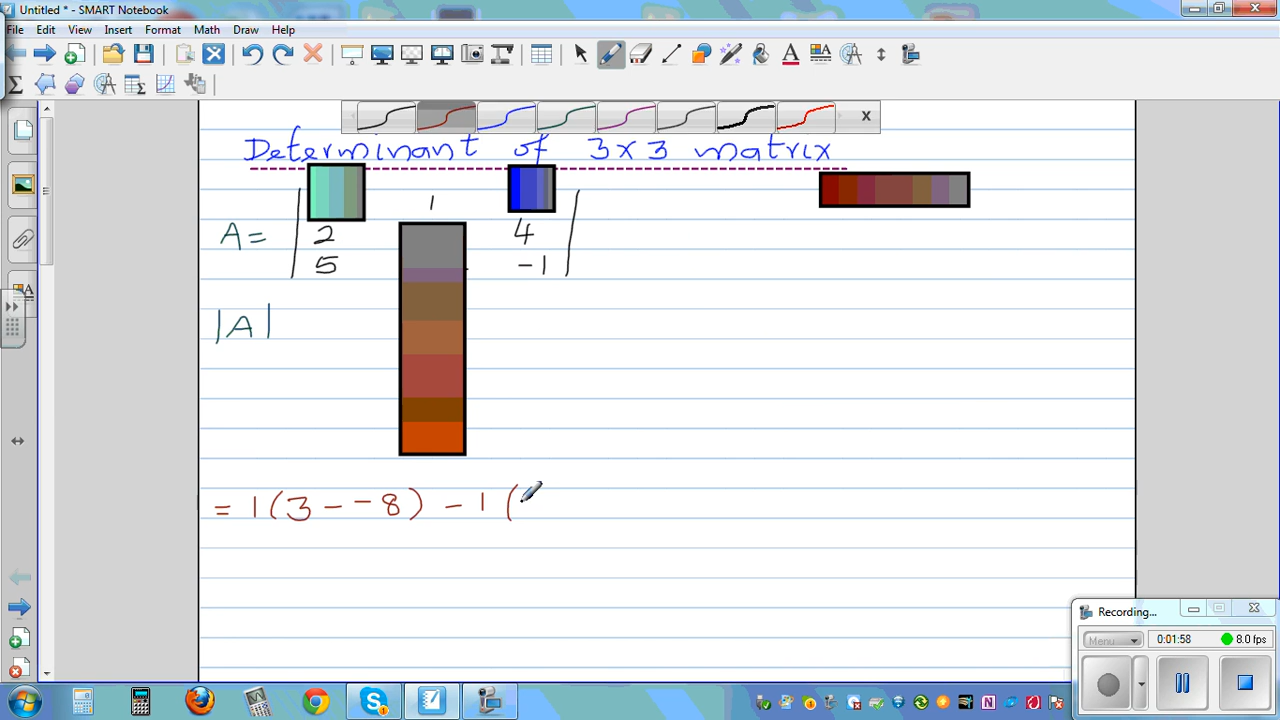 Untitled * - SMART Notebook
File Edit View Insert Format Math Draw Help
Determinant of 3x3 matrix
1
A= 2 4
5 -1
|A|
= 1(3 - -8) - 1(
Recording...
Menu 0:01:58 8.0 fps